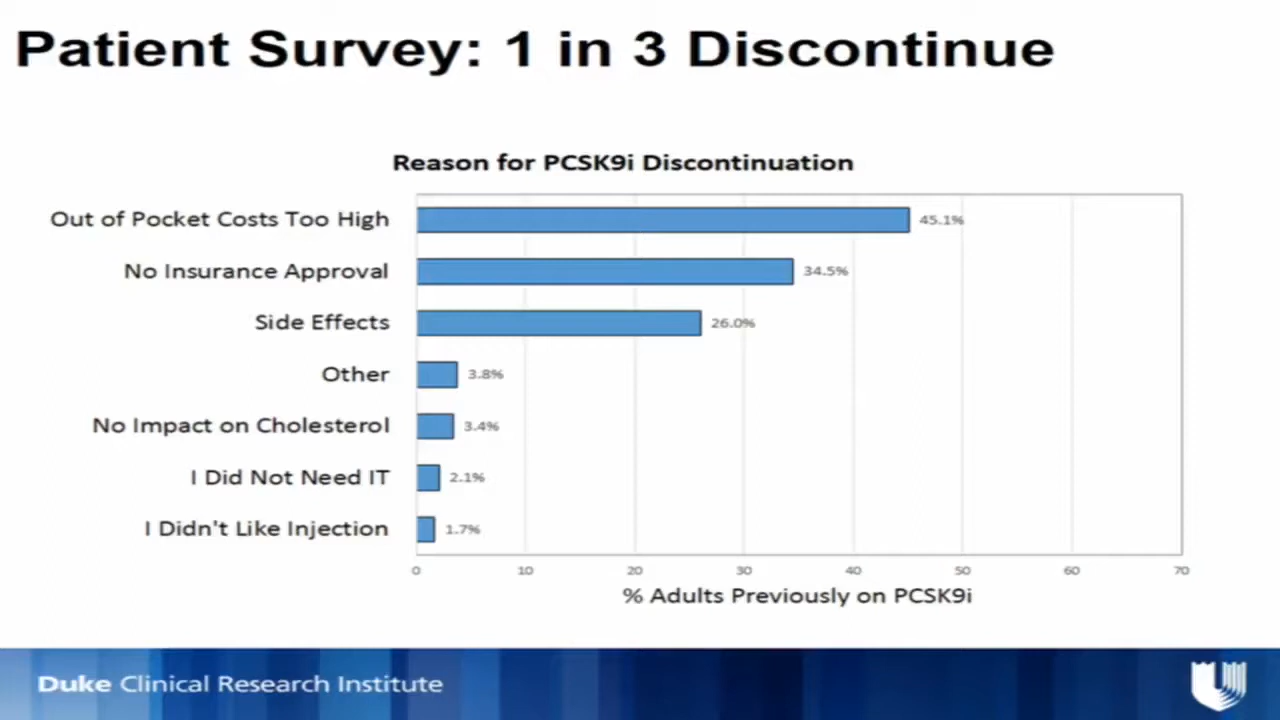 Patient Survey: 1 in 3 Discontinue
Reason for PCSK9i Discontinuation
Out of Pocket Costs Too High 45.1%
No Insurance Approval 34.5%
Side Effects 26.0%
Other 3.8%
No Impact on Cholesterol 3.4%
I Did Not Need IT 2.1%
I Didn't Like Injection 1.7%
0 10 20 30 40 50 60 70
% Adults Previously on PCSK9i
Duke Clinical Research Institute